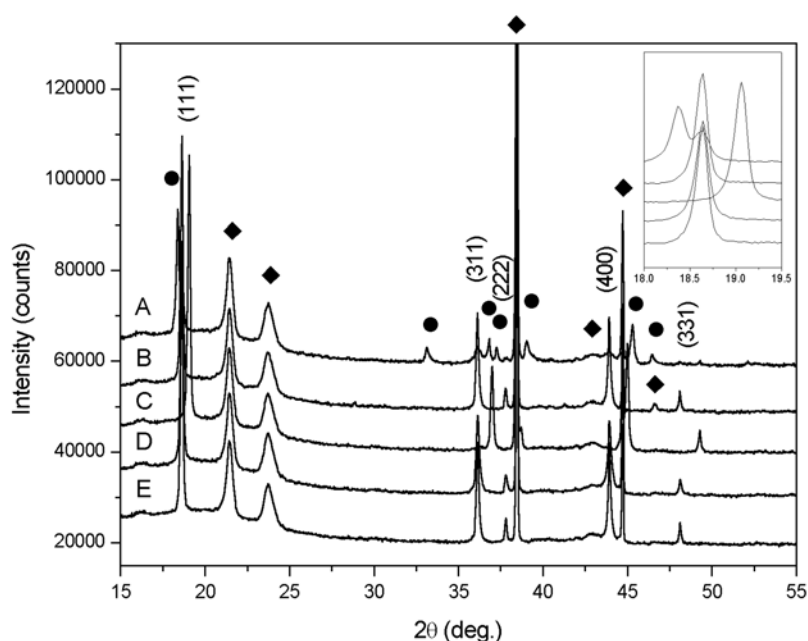 Intensity (counts)
120000
100000
80000
60000
40000
20000
(111)
(311)
(222)
(400)
(331)
A
B
C
D
E
18.0 18.5 19.0 19.5
15 20 25 30 35 40 45 50 55
2θ (deg.)